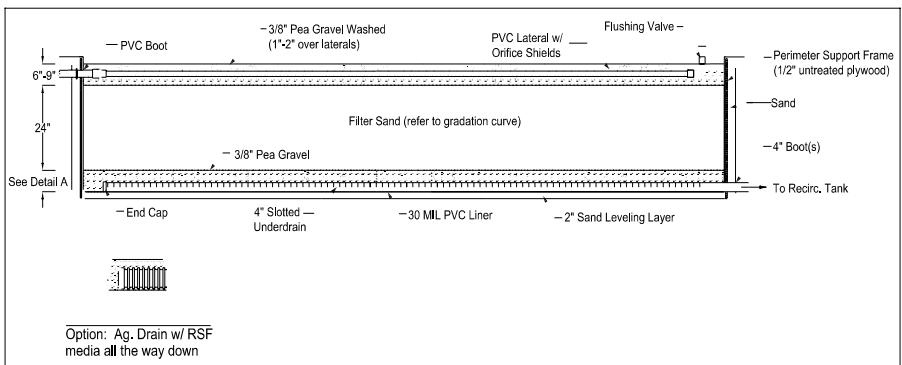 3/8" Pea Gravel Washed
(1"-2" over laterals)
Flushing Valve
PVC Boot
PVC Lateral w/
Orifice Shields
Perimeter Support Frame
(1/2" untreated plywood)
6"-9"
Sand
24"
Filter Sand (refer to gradation curve)
4" Boot(s)
3/8" Pea Gravel
See Detail A
To Recirc. Tank
End Cap
4" Slotted
Underdrain
30 MIL PVC Liner
2" Sand Leveling Layer
Option: Ag. Drain w/ RSF
media all the way down